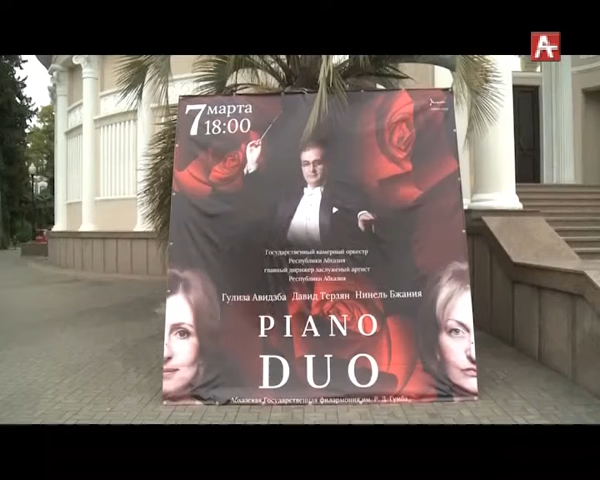 7 марта
18:00
Государственный камерный оркестр
Республики Абхазия
главный дирижер заслуженный артист
Республики Абхазия
Гулиза Авидзба Давид Терзян Нинель Бжания
PIANO
DUO
Абхазская Государственная филармония им. Р. Д. Гумба